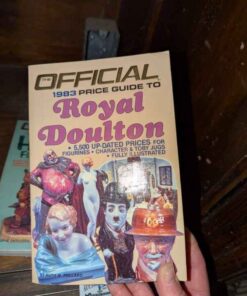 THE
OFFICIAL
1983 PRICE GUIDE TO
Royal
Doulton
• 5,500 UP-DATED PRICES FOR
FIGURINES • CHARACTER & TOBY JUGS
• FULLY ILLUSTRATED